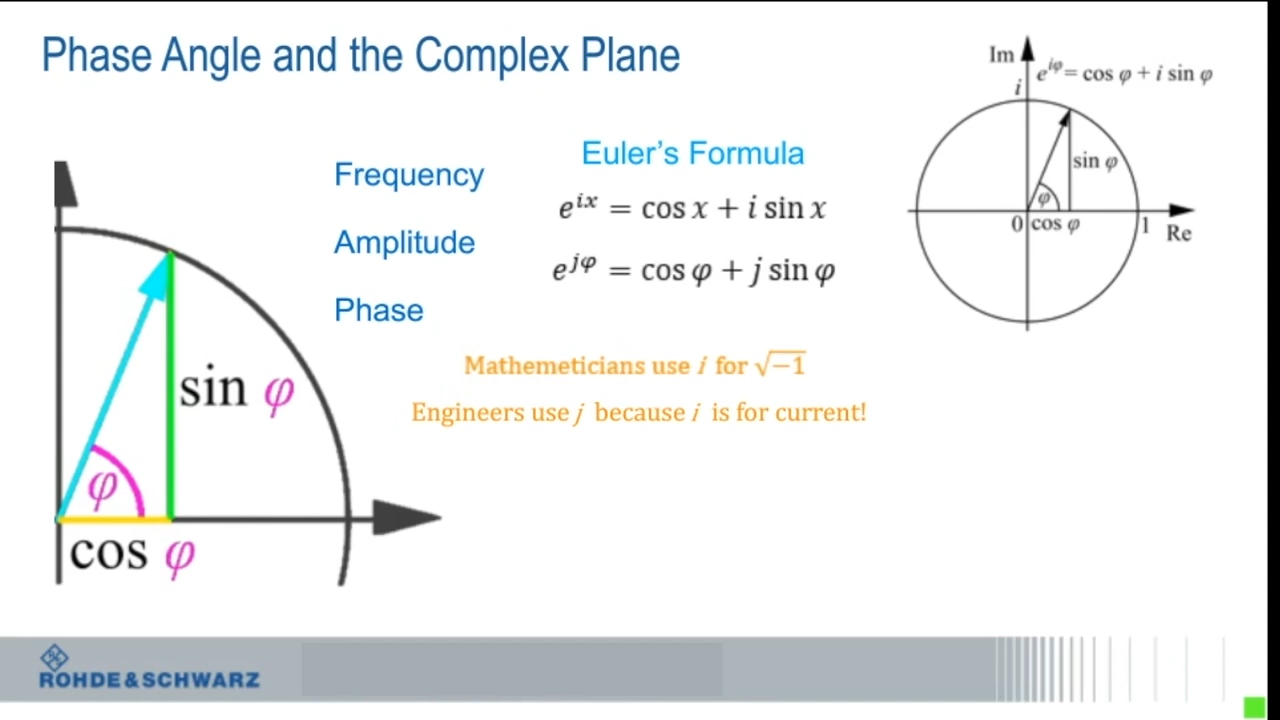 Phase Angle and the Complex Plane
Im
i
e^{iφ} = cos φ + i sin φ
sin φ
φ
0
cos φ
1
Re
Frequency
Amplitude
Phase
Euler’s Formula
e^{ix} = cos x + i sin x
e^{jφ} = cos φ + j sin φ
Mathemeticians use i for √−1
Engineers use j because i is for current!
sin φ
φ
cos φ
ROHDE&SCHWARZ